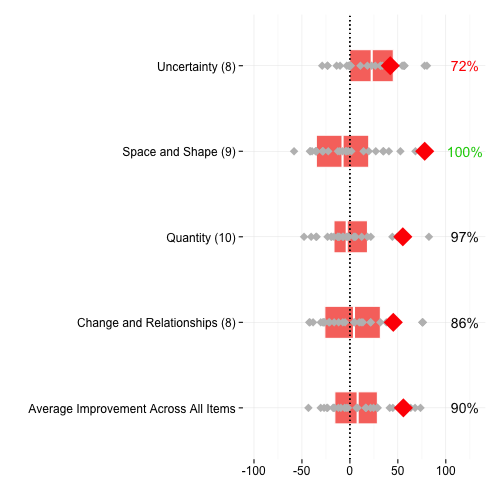 Uncertainty (8) 72%
Space and Shape (9) 100%
Quantity (10) 97%
Change and Relationships (8) 86%
Average Improvement Across All Items 90%
-100 -50 0 50 100